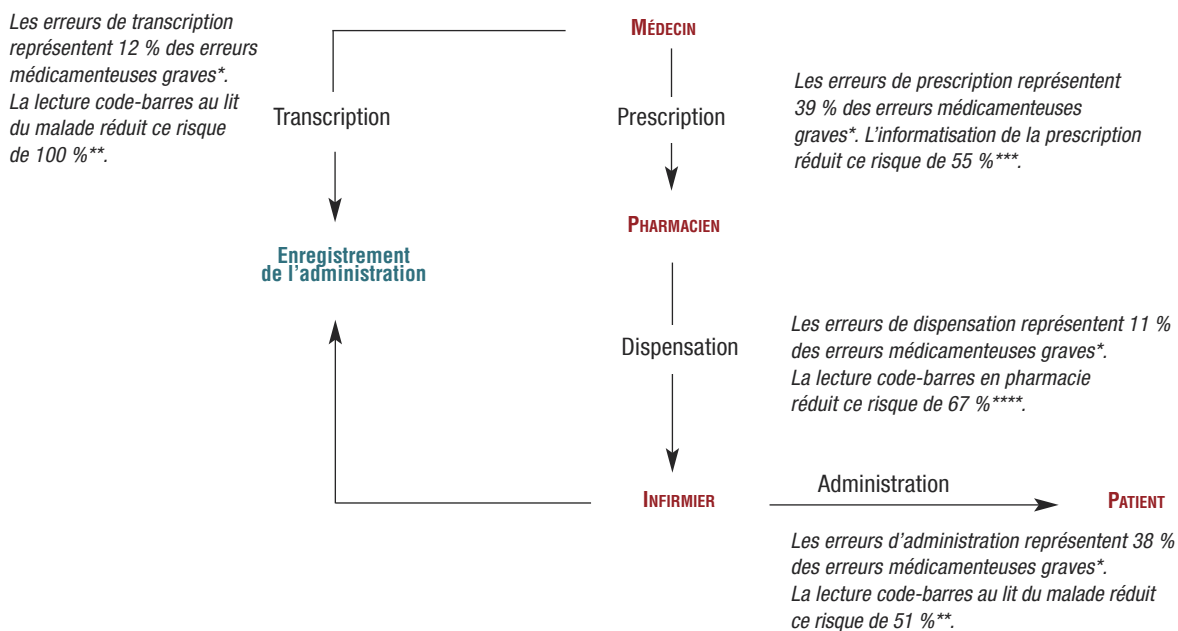 Les erreurs de transcription
représentent 12 % des erreurs
médicamenteuses graves*.
La lecture code-barres au lit
du malade réduit ce risque
de 100 %**.
MÉDECIN
Transcription
Prescription
Les erreurs de prescription représentent
39 % des erreurs médicamenteuses
graves*. L’informatisation de la prescription
réduit ce risque de 55 %***.
PHARMACIEN
Enregistrement
de l’administration
Dispensation
Les erreurs de dispensation représentent 11 %
des erreurs médicamenteuses graves*.
La lecture code-barres en pharmacie
réduit ce risque de 67 %****.
INFIRMIER
Administration
PATIENT
Les erreurs d’administration représentent 38 %
des erreurs médicamenteuses graves*.
La lecture code-barres au lit du malade réduit
ce risque de 51 %**.